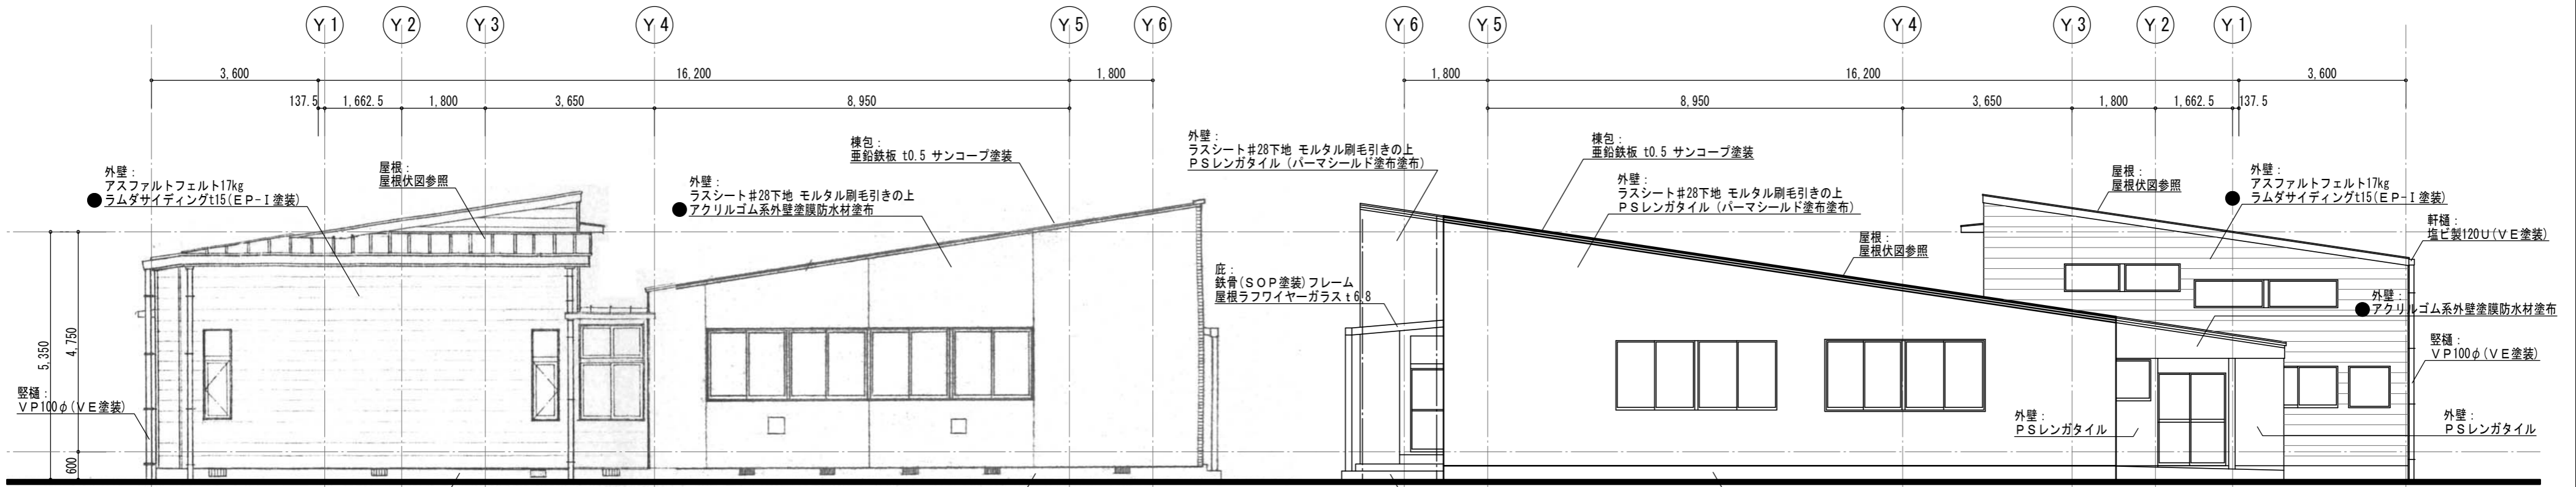 Y1 Y2 Y3 Y4 Y5 Y6 Y6 Y5 Y4 Y3 Y2 Y1
3,600 16,200 1,800 1,800 16,200 3,600
137.5 1,662.5 1,800 3,650 8,950 8,950 3,650 1,800 1,662.5 137.5
外壁：
アスファルトフェルト17kg
●ラムダサイディングt15(EP-I塗装)
屋根：
屋根伏図参照
外壁：
ラスシート#28下地 モルタル刷毛引きの上
●アクリルゴム系外壁塗膜防水材塗布
棟包：
亜鉛鉄板 t0.5 サンコーブ塗装
5,350
4,750
600
竪樋：
VP100φ(VE塗装)
外壁：
ラスシート#28下地 モルタル刷毛引きの上
PSレンガタイル（パーマシールド塗布塗布）
棟包：
亜鉛鉄板 t0.5 サンコーブ塗装
外壁：
ラスシート#28下地 モルタル刷毛引きの上
PSレンガタイル（パーマシールド塗布塗布）
庇：
鉄骨(SOP塗装)フレーム
屋根ラフワイヤーガラス t6.8
屋根：
屋根伏図参照
屋根：
屋根伏図参照
外壁：
アスファルトフェルト17kg
●ラムダサイディングt15(EP-I塗装)
軒樋：
塩ビ製120U(VE塗装)
外壁：
●アクリルゴム系外壁塗膜防水材塗布
竪樋：
VP100φ(VE塗装)
外壁：
PSレンガタイル
外壁：
PSレンガタイル